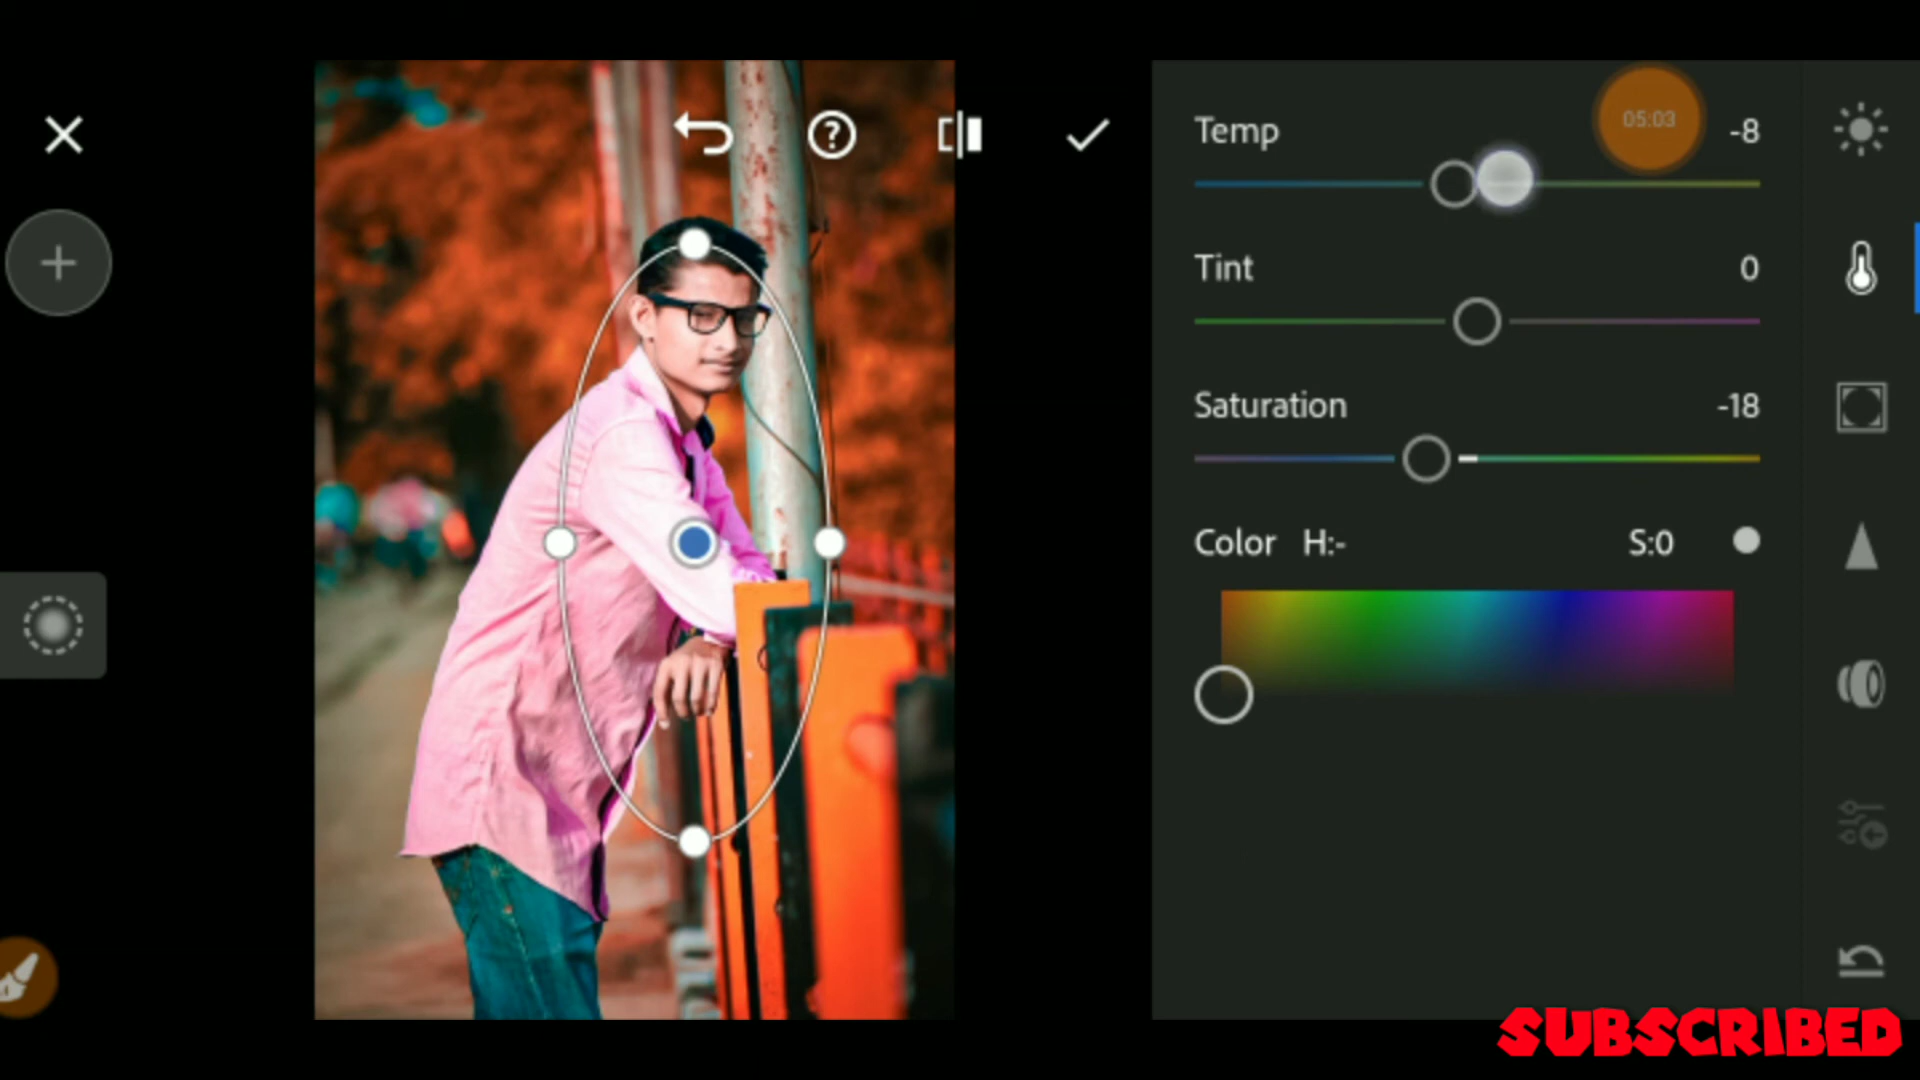 05:03
Temp -8
Tint 0
Saturation -18
Color H:- S:0
SUBSCRIBED